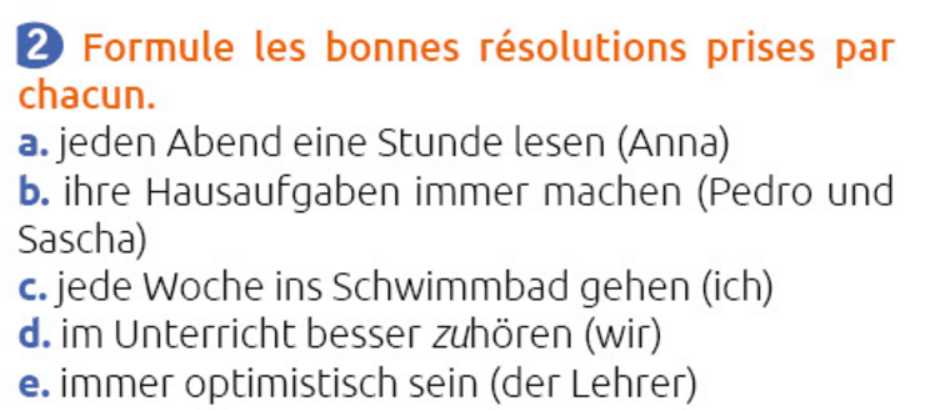 2 Formule les bonnes résolutions prises par
chacun.
a. jeden Abend eine Stunde lesen (Anna)
b. ihre Hausaufgaben immer machen (Pedro und
Sascha)
c. jede Woche ins Schwimmbad gehen (ich)
d. im Unterricht besser zuhören (wir)
e. immer optimistisch sein (der Lehrer)